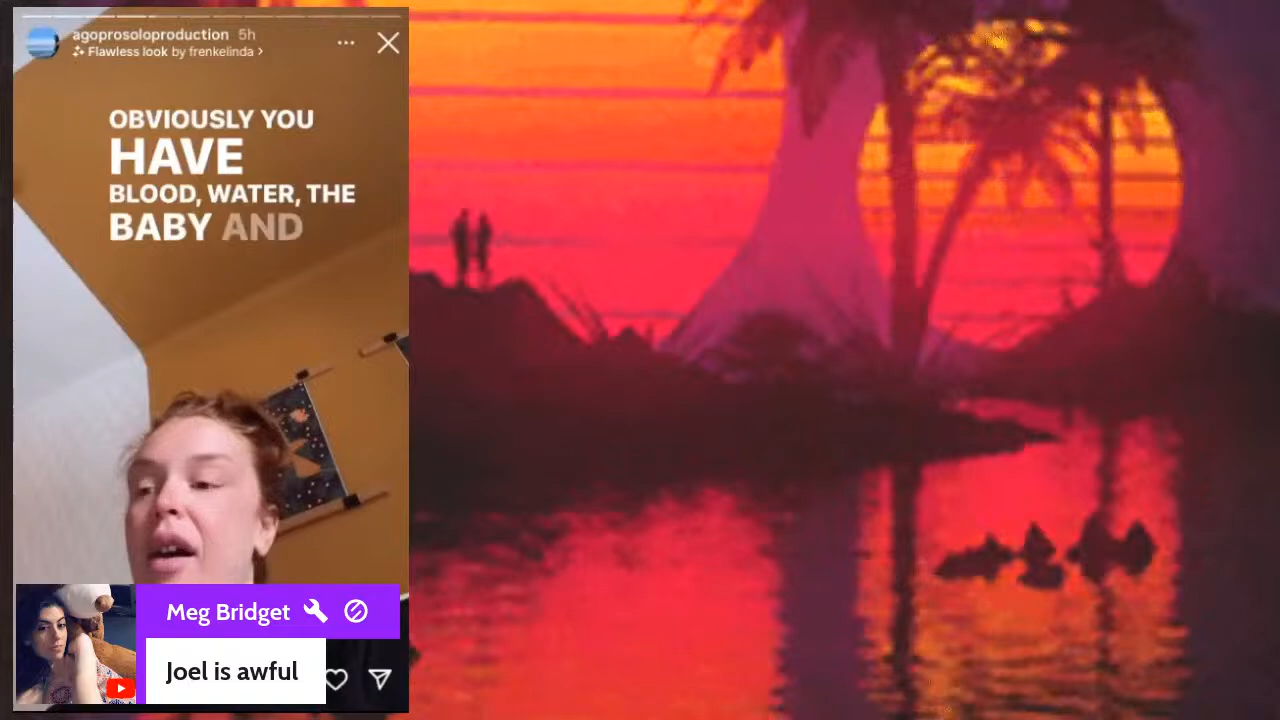 agoprosoloproduction 5h
Flawless look by frenkelinda >
OBVIOUSLY YOU
HAVE
BLOOD, WATER, THE
BABY AND
Meg Bridget
Joel is awful